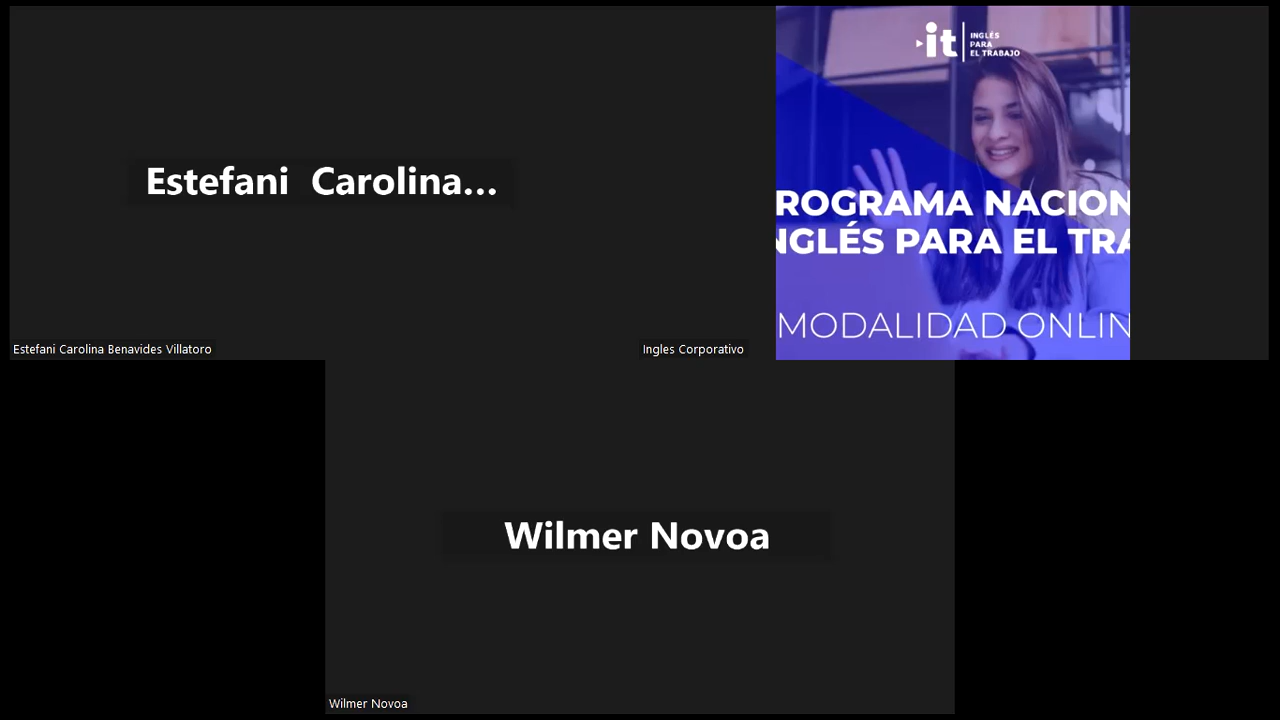 it
INGLÉS
PARA
EL TRABAJO
Estefani Carolina...
ROGRAMA NACION
NGLÉS PARA EL TRA
MODALIDAD ONLIN
Estefani Carolina Benavides Villatoro
Ingles Corporativo
Wilmer Novoa
Wilmer Novoa